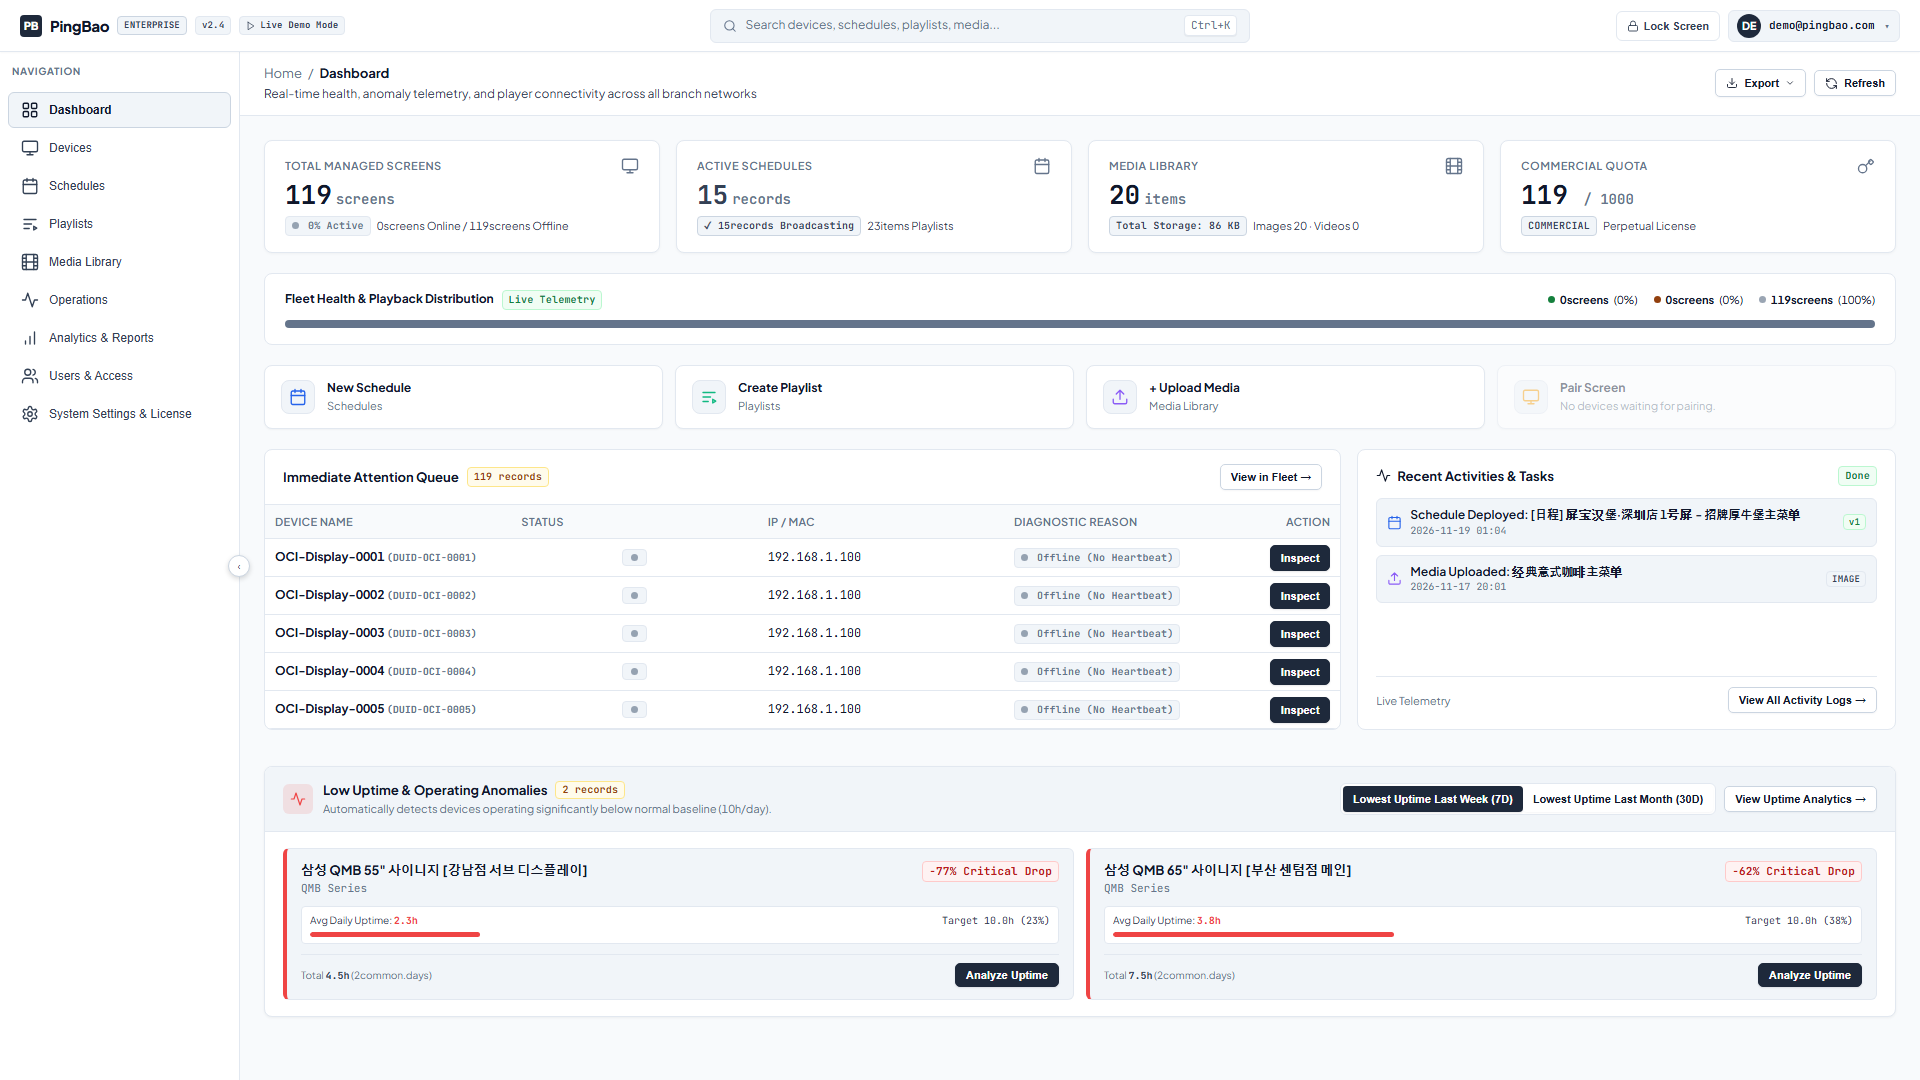 PB PingBao ENTERPRISE v2.4 Live Demo Mode
Search devices, schedules, playlists, media... Ctrl+K
Lock Screen
DE demo@pingbao.com
NAVIGATION
Dashboard
Devices
Schedules
Playlists
Media Library
Operations
Analytics & Reports
Users & Access
System Settings & License
Home / Dashboard
Real-time health, anomaly telemetry, and player connectivity across all branch networks
Export
Refresh
TOTAL MANAGED SCREENS
119 screens
0% Active 0screens Online / 119screens Offline
ACTIVE SCHEDULES
15 records
✓ 15records Broadcasting 23items Playlists
MEDIA LIBRARY
20 items
Total Storage: 86 KB Images 20 · Videos 0
COMMERCIAL QUOTA
119 / 1000
COMMERCIAL Perpetual License
Fleet Health & Playback Distribution Live Telemetry
0screens (0%) 0screens (0%) 119screens (100%)
New Schedule
Schedules
Create Playlist
Playlists
+ Upload Media
Media Library
Pair Screen
No devices waiting for pairing.
Immediate Attention Queue 119 records
View in Fleet →
DEVICE NAME STATUS IP / MAC DIAGNOSTIC REASON ACTION
OCI-Display-0001 (DUID-OCI-0001) 192.168.1.100 Offline (No Heartbeat) Inspect
OCI-Display-0002 (DUID-OCI-0002) 192.168.1.100 Offline (No Heartbeat) Inspect
OCI-Display-0003 (DUID-OCI-0003) 192.168.1.100 Offline (No Heartbeat) Inspect
OCI-Display-0004 (DUID-OCI-0004) 192.168.1.100 Offline (No Heartbeat) Inspect
OCI-Display-0005 (DUID-OCI-0005) 192.168.1.100 Offline (No Heartbeat) Inspect
Recent Activities & Tasks Done
Schedule Deployed: [日程] 屏宝汉堡·深圳店 1号屏 - 招牌厚牛堡主菜单
2026-11-19 01:04
v1
Media Uploaded: 经典意式咖啡主菜单
2026-11-17 20:01
IMAGE
Live Telemetry
View All Activity Logs →
Low Uptime & Operating Anomalies 2 records
Automatically detects devices operating significantly below normal baseline (10h/day).
Lowest Uptime Last Week (7D) Lowest Uptime Last Month (30D) View Uptime Analytics →
삼성 QMB 55" 사이니지 [강남점 서브 디스플레이]
QMB Series
-77% Critical Drop
Avg Daily Uptime: 2.3h Target 10.0h (23%)
Total 4.5h (2common.days)
Analyze Uptime
삼성 QMB 65" 사이니지 [부산 센텀점 메인]
QMB Series
-62% Critical Drop
Avg Daily Uptime: 3.8h Target 10.0h (38%)
Total 7.5h (2common.days)
Analyze Uptime